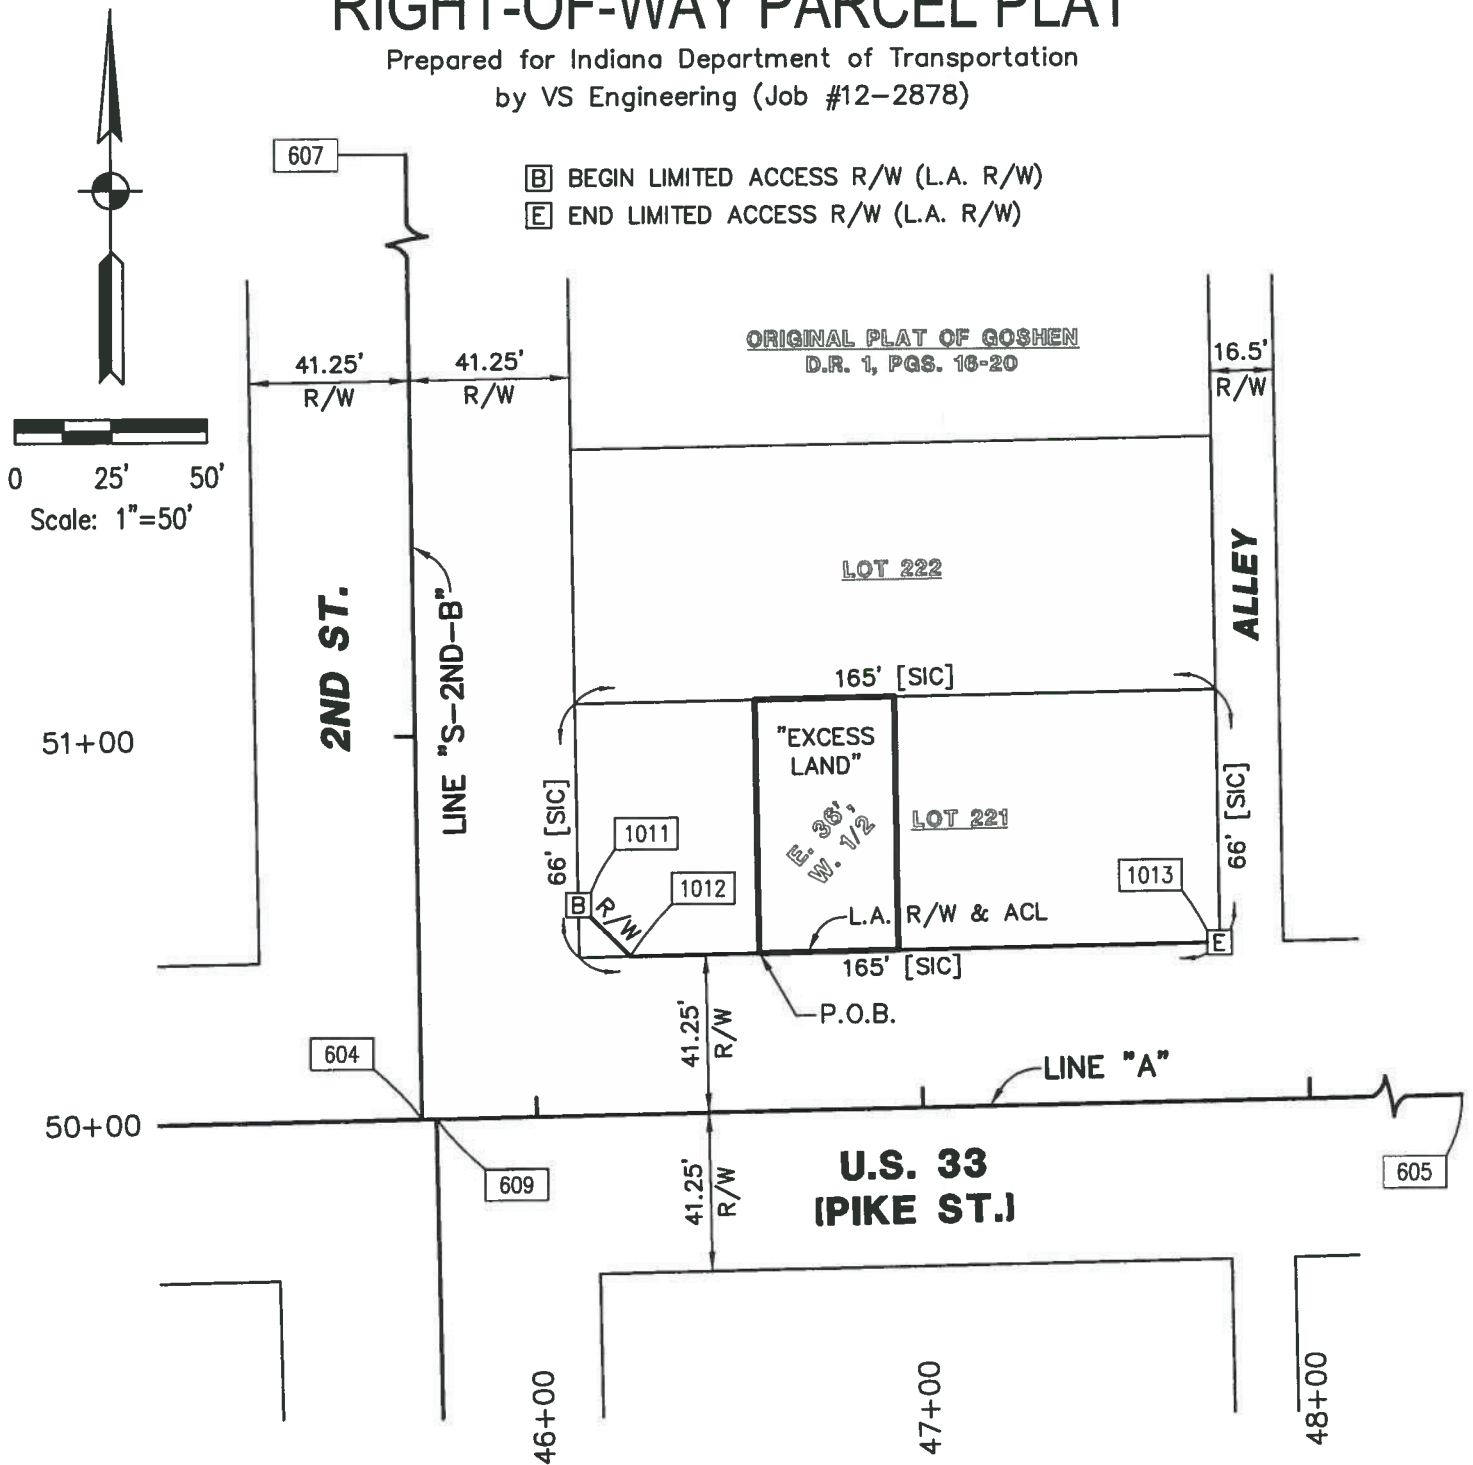 RIGHT-OF-WAY PARCEL PLAT
Prepared for Indiana Department of Transportation
by VS Engineering (Job #12-2878)
607
B BEGIN LIMITED ACCESS R/W (L.A. R/W)
E END LIMITED ACCESS R/W (L.A. R/W)
ORIGINAL PLAT OF GOSHEN
D.R. 1, PGS. 16-20
41.25'
R/W
41.25'
R/W
16.5'
R/W
0 25' 50'
Scale: 1"=50'
LOT 222
ALLEY
2ND ST.
LINE "S-2ND-B"
165' [SIC]
51+00
"EXCESS
LAND"
E. 36',
W. 1/2
LOT 221
66' [SIC]
66' [SIC]
1011
1012
1013
B
R/W
L.A. R/W & ACL
E
165' [SIC]
P.O.B.
41.25'
R/W
604
LINE "A"
50+00
609
41.25'
R/W
U.S. 33
(PIKE ST.)
605
46+00
47+00
48+00